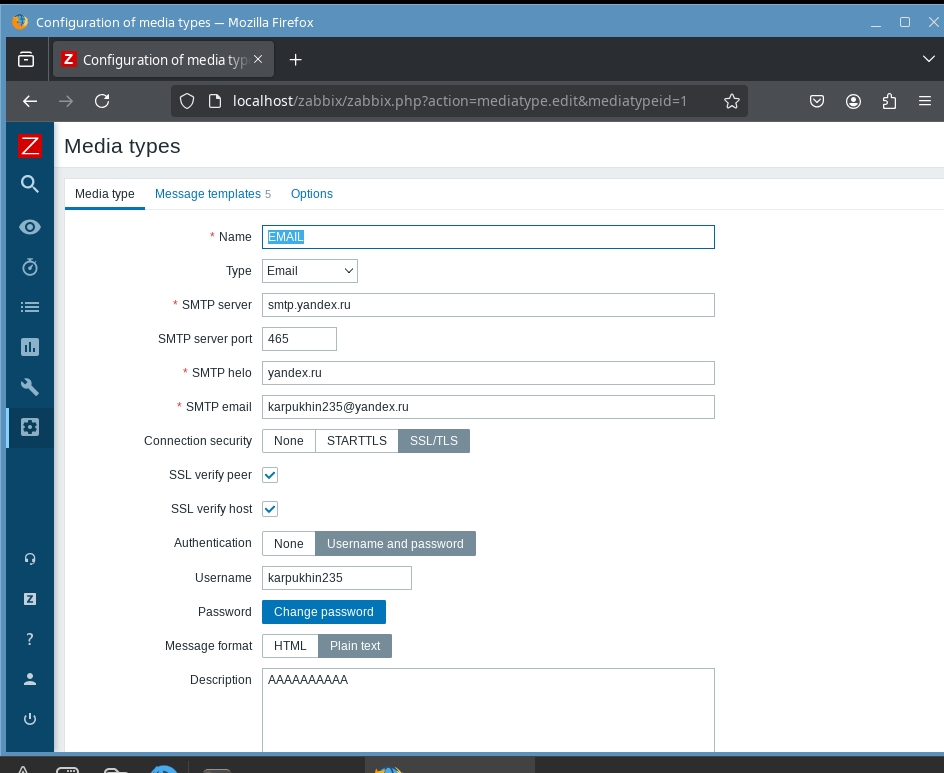 Configuration of media types — Mozilla Firefox
Z Configuration of media typ
localhost/zabbix/zabbix.php?action=mediatype.edit&mediatypeid=1
Z
Media types
Media type Message templates 5 Options
* Name EMAIL
Type Email
* SMTP server smtp.yandex.ru
SMTP server port 465
* SMTP helo yandex.ru
* SMTP email karpukhin235@yandex.ru
Connection security None STARTTLS SSL/TLS
SSL verify peer
SSL verify host
Authentication None Username and password
Username karpukhin235
Password Change password
Message format HTML Plain text
Description AAAAAAAAAA
Z
?